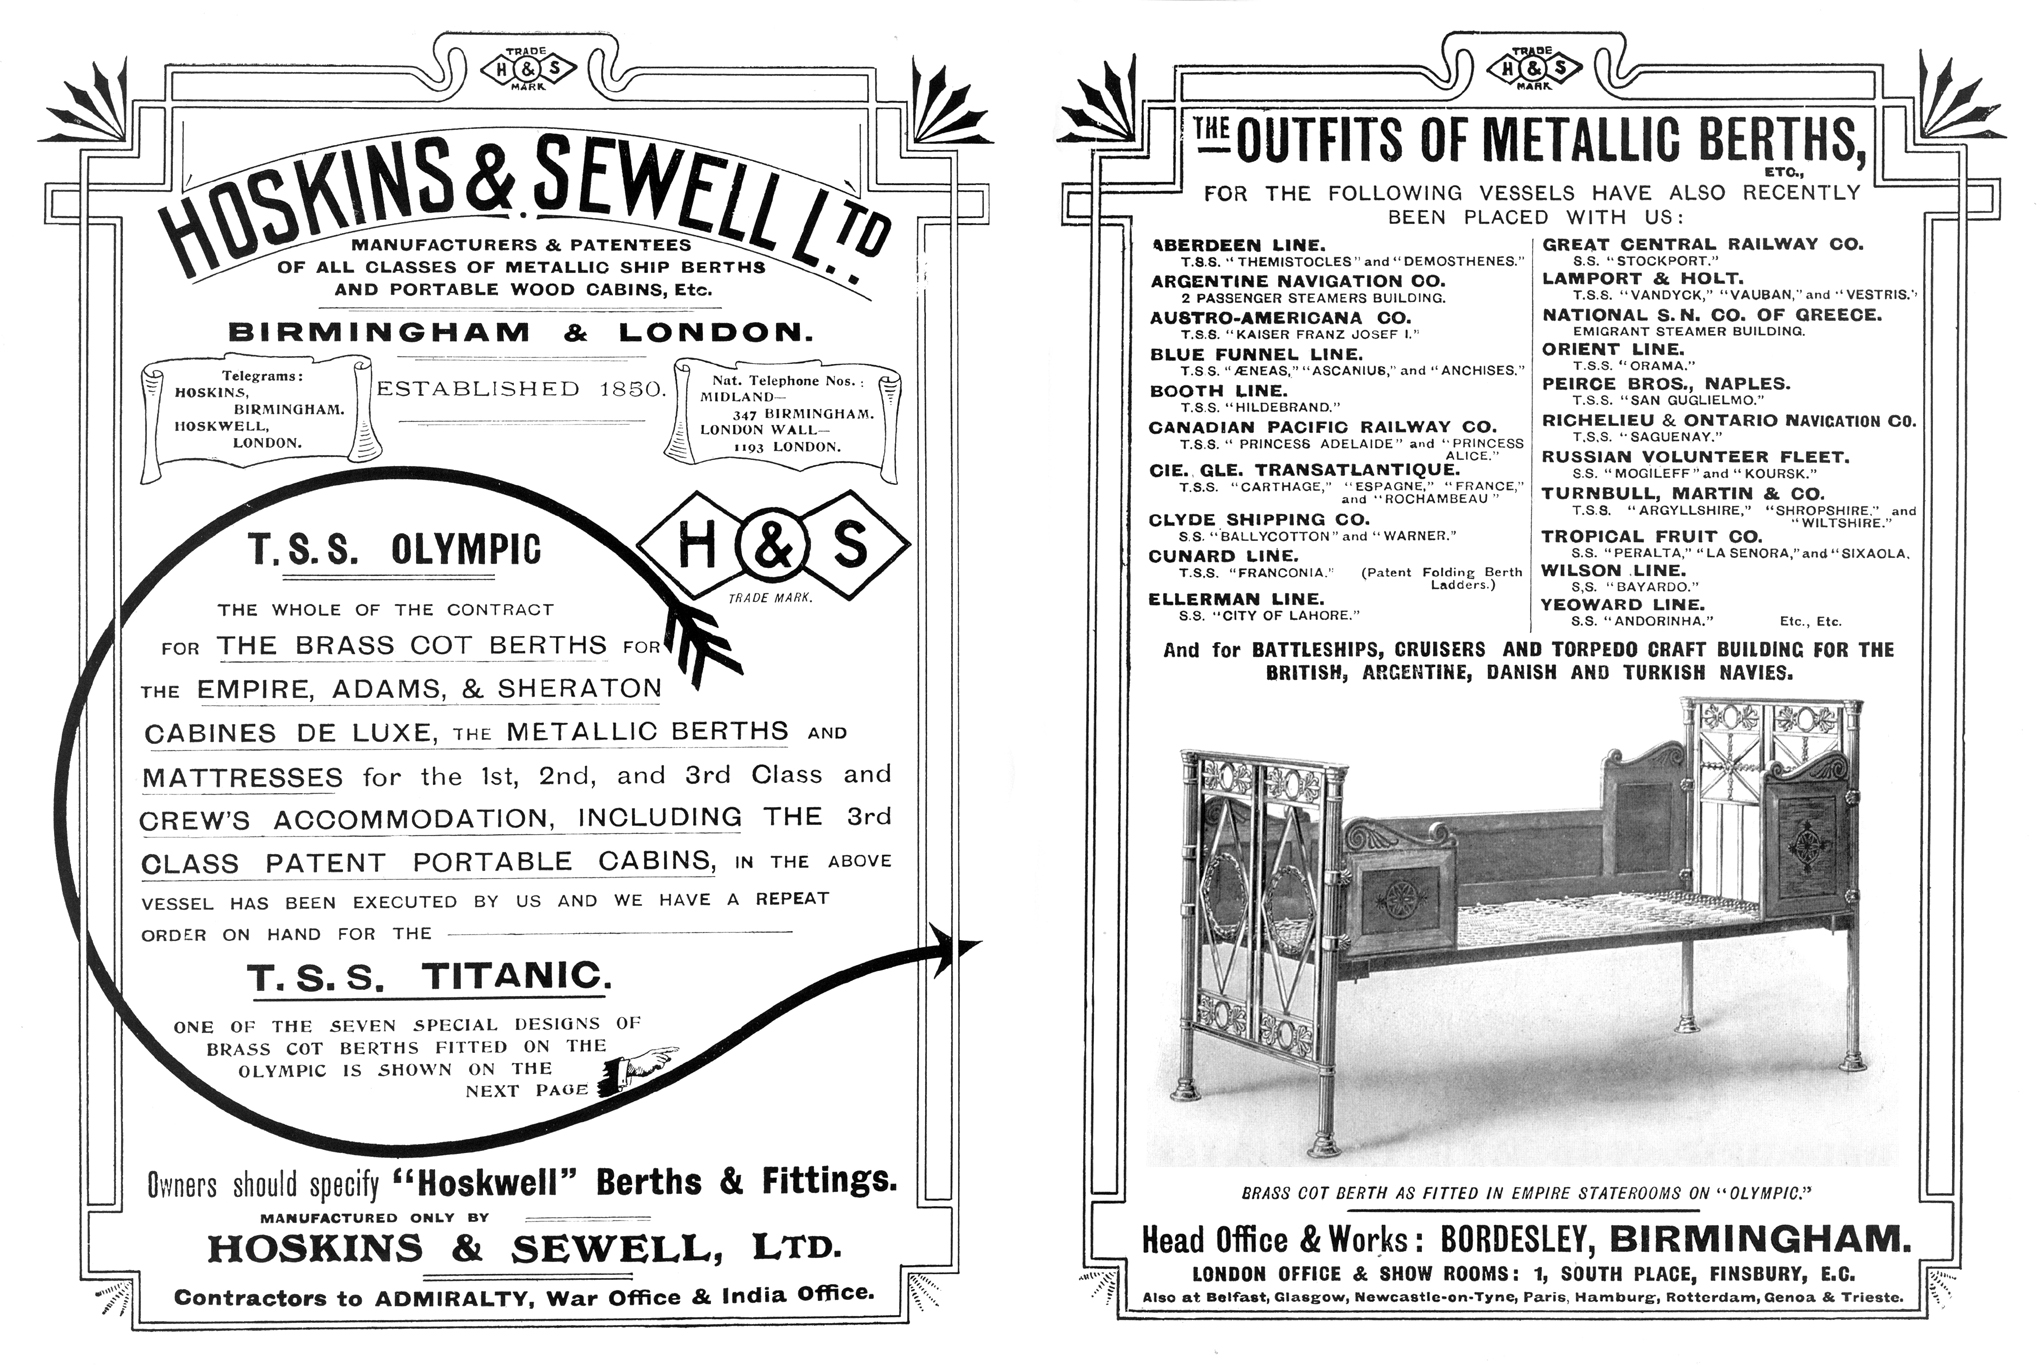 TRADE
H & S
MARK
HOSKINS & SEWELL LTD.
MANUFACTURERS & PATENTEES
OF ALL CLASSES OF METALLIC SHIP BERTHS
AND PORTABLE WOOD CABINS, Etc.
BIRMINGHAM & LONDON.
Telegrams:
HOSKINS,
BIRMINGHAM.
HOSKWELL,
LONDON.
ESTABLISHED 1850.
Nat. Telephone Nos.:
MIDLAND—
347 BIRMINGHAM.
LONDON WALL—
1193 LONDON.
H & S
TRADE MARK.
T.S.S. OLYMPIC
THE WHOLE OF THE CONTRACT
FOR THE BRASS COT BERTHS FOR
THE EMPIRE, ADAMS, & SHERATON
CABINES DE LUXE, THE METALLIC BERTHS AND
MATTRESSES for the 1st, 2nd, and 3rd Class and
CREW'S ACCOMMODATION, INCLUDING THE 3rd
CLASS PATENT PORTABLE CABINS, IN THE ABOVE
VESSEL HAS BEEN EXECUTED BY US AND WE HAVE A REPEAT
ORDER ON HAND FOR THE
T.S.S. TITANIC.
ONE OF THE SEVEN SPECIAL DESIGNS OF
BRASS COT BERTHS FITTED ON THE
OLYMPIC IS SHOWN ON THE
NEXT PAGE
Owners should specify "Hoskwell" Berths & Fittings.
MANUFACTURED ONLY BY
HOSKINS & SEWELL, LTD.
Contractors to ADMIRALTY, War Office & India Office.
TRADE
H & S
MARK
THE OUTFITS OF METALLIC BERTHS,
ETC.,
FOR THE FOLLOWING VESSELS HAVE ALSO RECENTLY
BEEN PLACED WITH US:
ABERDEEN LINE.
T.S.S. "THEMISTOCLES" and "DEMOSTHENES."
ARGENTINE NAVIGATION CO.
2 PASSENGER STEAMERS BUILDING.
AUSTRO-AMERICANA CO.
T.S.S. "KAISER FRANZ JOSEF I."
BLUE FUNNEL LINE.
T.S.S. "ÆNEAS," "ASCANIUS," and "ANCHISES."
BOOTH LINE.
T.S.S. "HILDEBRAND."
CANADIAN PACIFIC RAILWAY CO.
T.S.S. "PRINCESS ADELAIDE" and "PRINCESS
ALICE."
CIE. GLE. TRANSATLANTIQUE.
T.S.S. "CARTHAGE," "ESPAGNE," "FRANCE,"
and "ROCHAMBEAU"
CLYDE SHIPPING CO.
S.S. "BALLYCOTTON" and "WARNER."
CUNARD LINE.
T.S.S. "FRANCONIA." (Patent Folding Berth
Ladders.)
ELLERMAN LINE.
S.S. "CITY OF LAHORE."
GREAT CENTRAL RAILWAY CO.
S.S. "STOCKPORT."
LAMPORT & HOLT.
T.S.S. "VANDYCK," "VAUBAN," and "VESTRIS."
NATIONAL S.N. CO. OF GREECE.
EMIGRANT STEAMER BUILDING.
ORIENT LINE.
T.S.S. "ORAMA."
PEIRCE BROS., NAPLES.
T.S.S. "SAN GUGLIELMO."
RICHELIEU & ONTARIO NAVIGATION CO.
T.S.S. "SAGUENAY."
RUSSIAN VOLUNTEER FLEET.
S.S. "MOGILEFF" and "KOURSK."
TURNBULL, MARTIN & CO.
T.S.S. "ARGYLLSHIRE," "SHROPSHIRE," and
"WILTSHIRE."
TROPICAL FRUIT CO.
S.S. "PERALTA," "LA SENORA," and "SIXAOLA.
WILSON LINE.
S.S. "BAYARDO."
YEOWARD LINE.
S.S. "ANDORINHA." Etc., Etc.
And for BATTLESHIPS, CRUISERS AND TORPEDO CRAFT BUILDING FOR THE
BRITISH, ARGENTINE, DANISH AND TURKISH NAVIES.
BRASS COT BERTH AS FITTED IN EMPIRE STATEROOMS ON "OLYMPIC."
Head Office & Works: BORDESLEY, BIRMINGHAM.
LONDON OFFICE & SHOW ROOMS: 1, SOUTH PLACE, FINSBURY, E.C.
Also at Belfast, Glasgow, Newcastle-on-Tyne, Paris, Hamburg, Rotterdam, Genoa & Trieste.